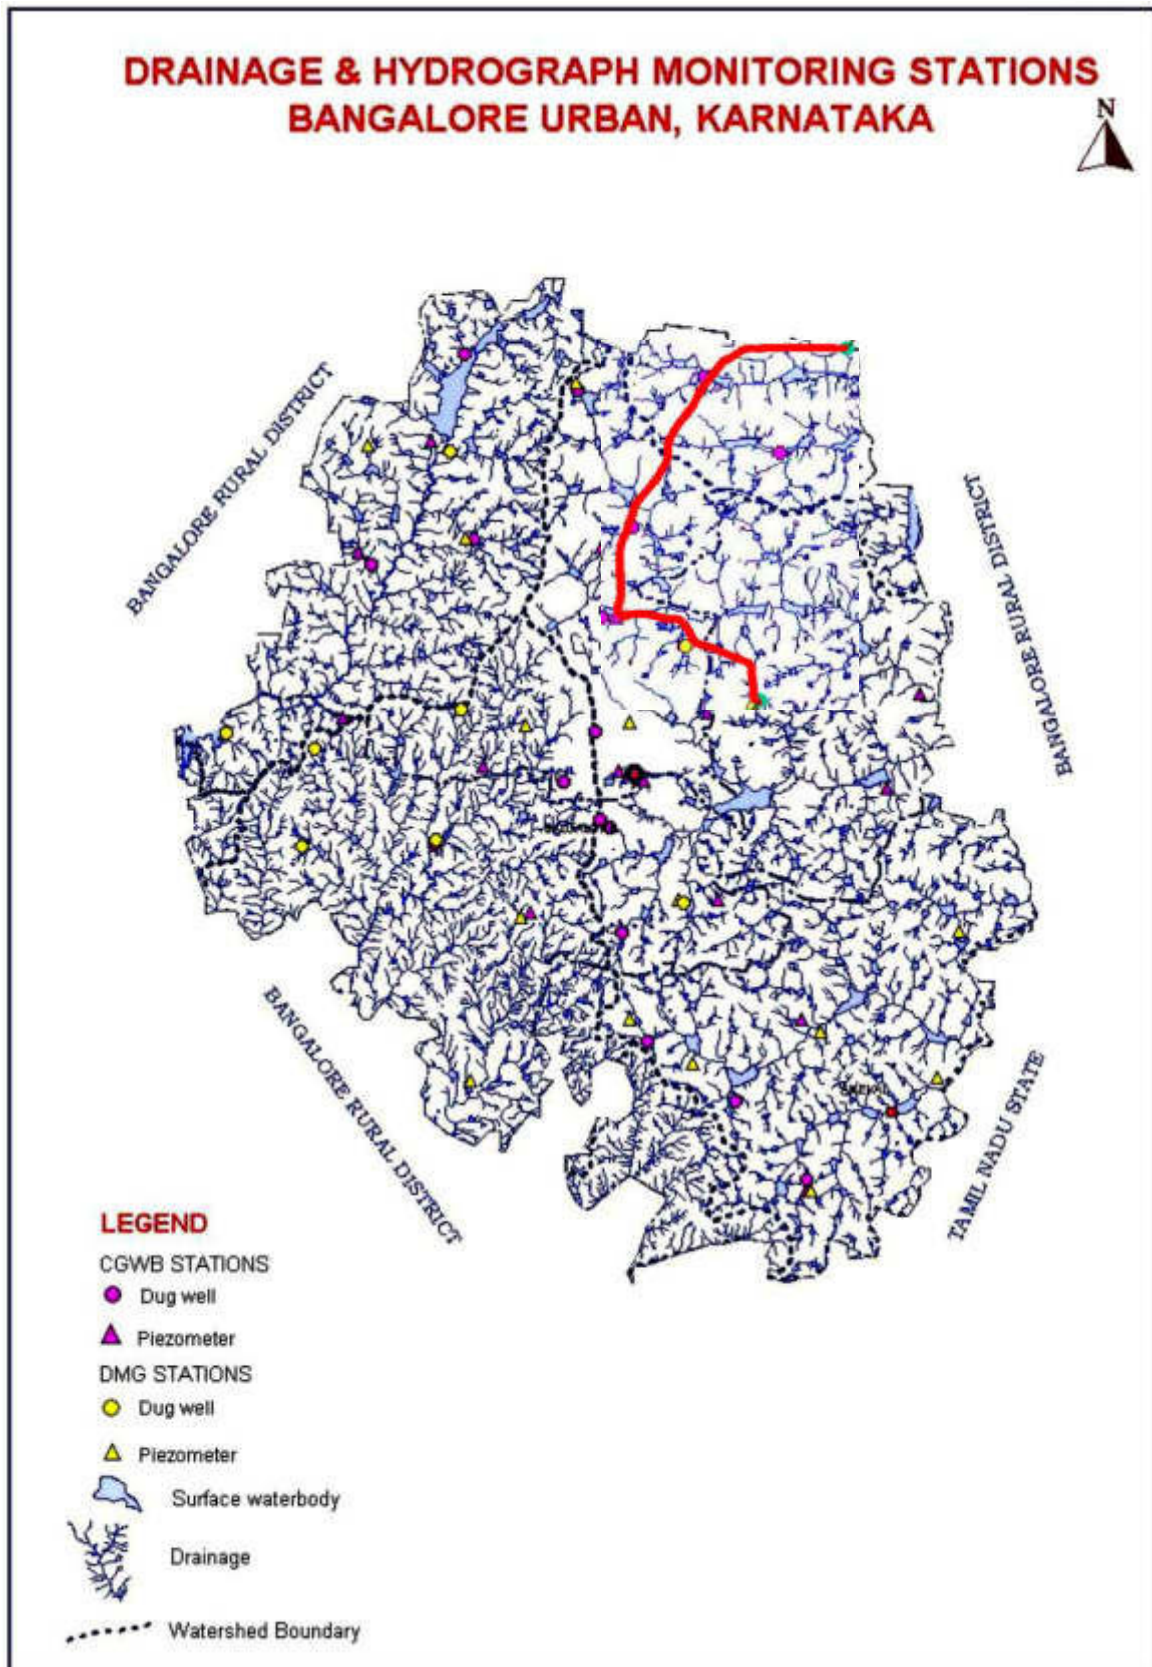 DRAINAGE & HYDROGRAPH MONITORING STATIONS
BANGALORE URBAN, KARNATAKA
N
BANGALORE RURAL DISTRICT
BANGALORE RURAL DISTRICT
BANGALORE RURAL DISTRICT
TAMIL NADU STATE
LEGEND
CGWB STATIONS
Dug well
Piezometer
DMG STATIONS
Dug well
Piezometer
Surface waterbody
Drainage
Watershed Boundary